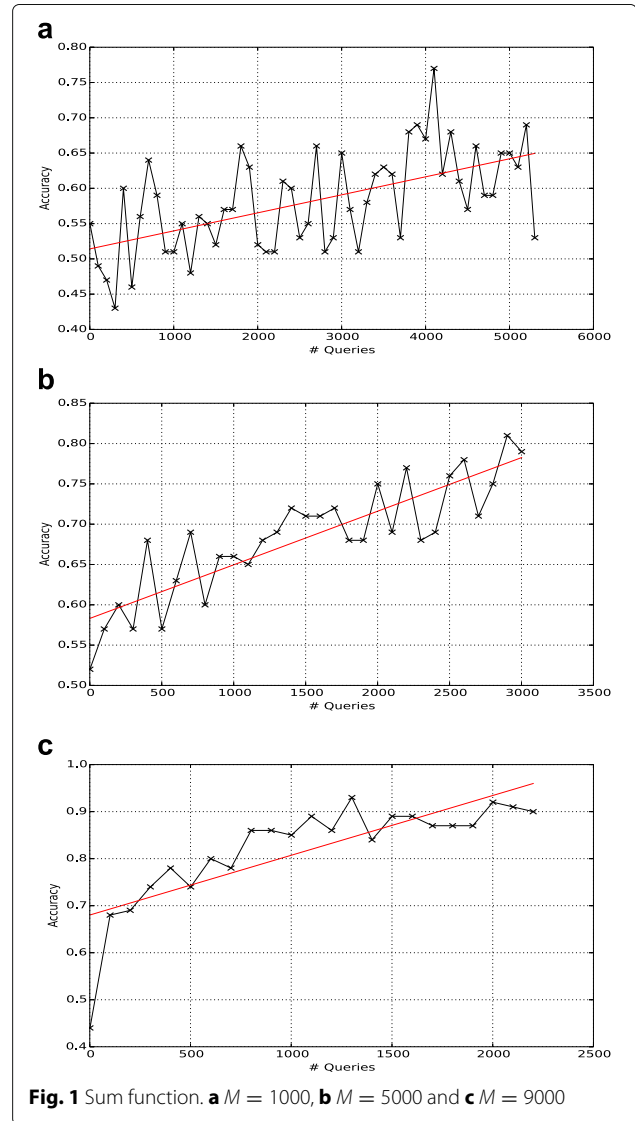 a
0.80
0.75
0.70
0.65
0.60
0.55
0.50
0.45
0.40
Accuracy
0 1000 2000 3000 4000 5000 6000
# Queries
b
0.85
0.80
0.75
0.70
0.65
0.60
0.55
0.50
Accuracy
0 500 1000 1500 2000 2500 3000 3500
# Queries
c
1.0
0.9
0.8
0.7
0.6
0.5
0.4
Accuracy
0 500 1000 1500 2000 2500
# Queries
Fig. 1 Sum function. a M = 1000, b M = 5000 and c M = 9000